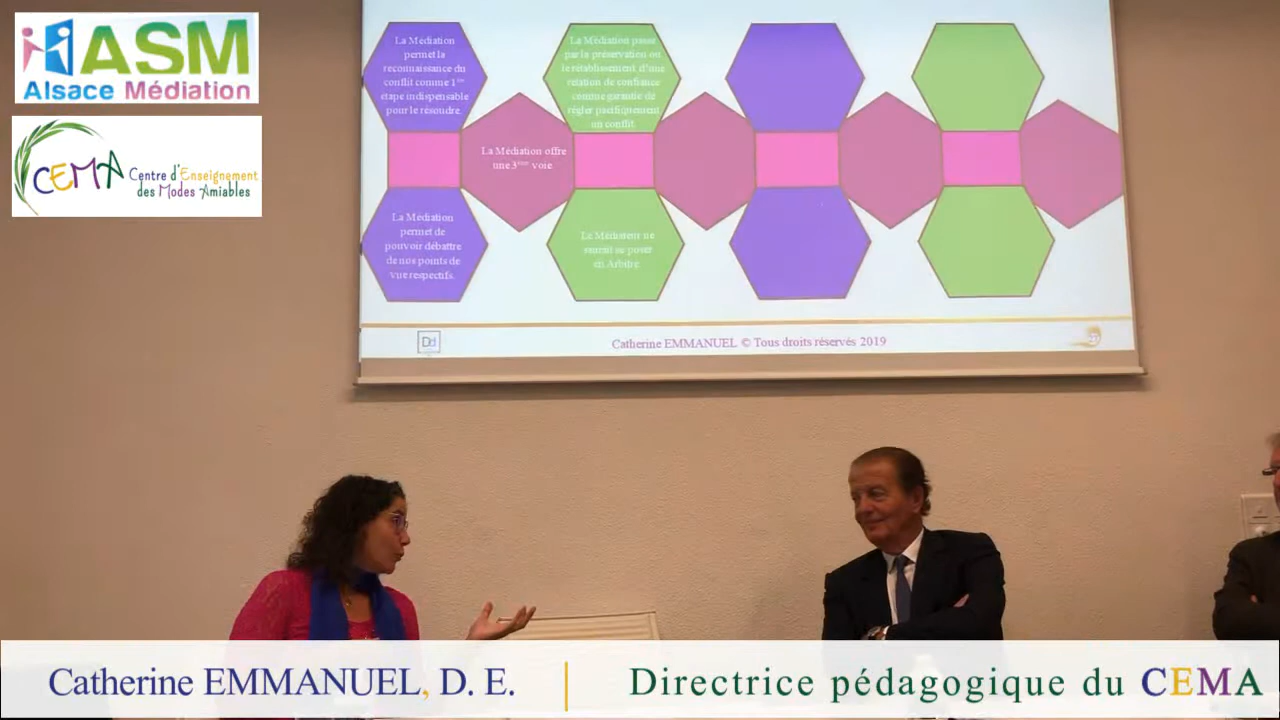 ASM
Alsace Médiation
CEMA Centre d'Enseignement
des Modes Amiables
La Médiation
permet la
reconnaissance du
conflit comme 1ère
étape indispensable
pour le résoudre.
La Médiation passe
par la préservation ou
le rétablissement d'une
relation de confiance
comme garantie de
régler pacifiquement
un conflit.
La Médiation offre
une 3ième voie
La Médiation
permet de
pouvoir débattre
de nos points de
vue respectifs.
Le Médiateur ne
saurait se poser
en Arbitre
Dd
Catherine EMMANUEL © Tous droits réservés 2019
Catherine EMMANUEL, D. E.
Directrice pédagogique du CEMA